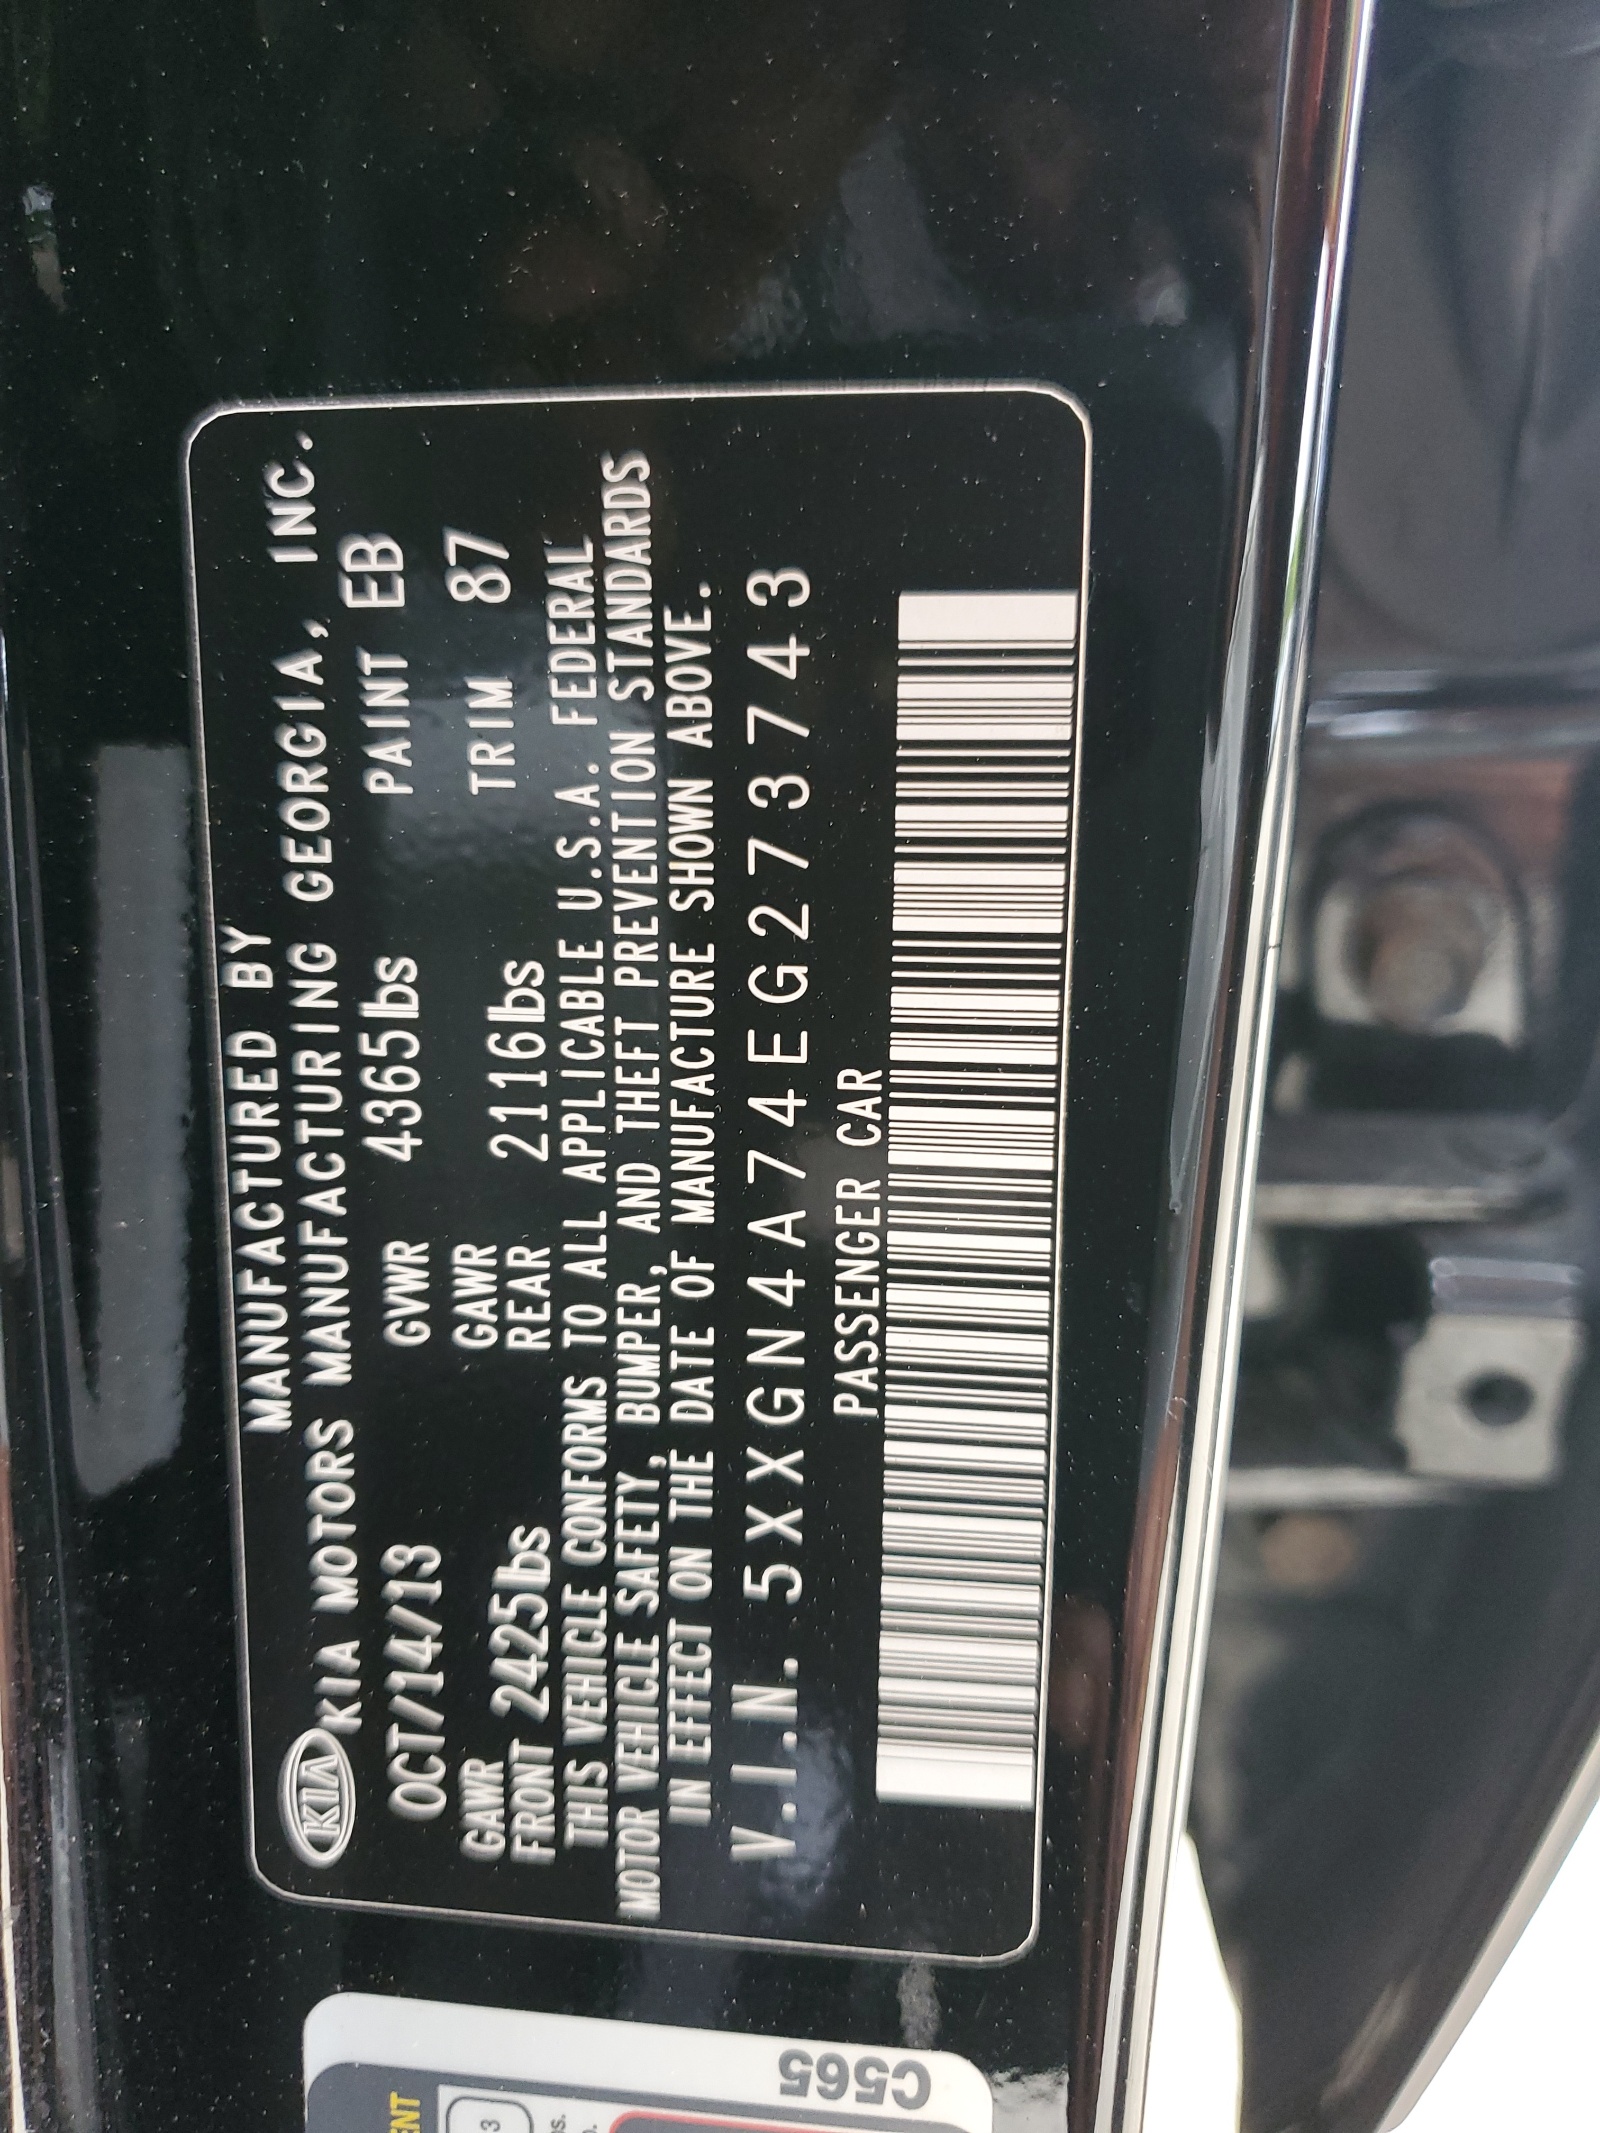 MANUFACTURED BY
KIA KIA MOTORS MANUFACTURING GEORGIA, INC.
OCT/14/13 GVWR 4365lbs PAINT EB
GAWR GAWR TRIM 87
FRONT 2425lbs REAR 2116lbs
THIS VEHICLE CONFORMS TO ALL APPLICABLE U.S.A. FEDERAL
MOTOR VEHICLE SAFETY, BUMPER, AND THEFT PREVENTION STANDARDS
IN EFFECT ON THE DATE OF MANUFACTURE SHOWN ABOVE.
V.I.N. 5XXGN4A74EG273743
PASSENGER CAR
C565
3